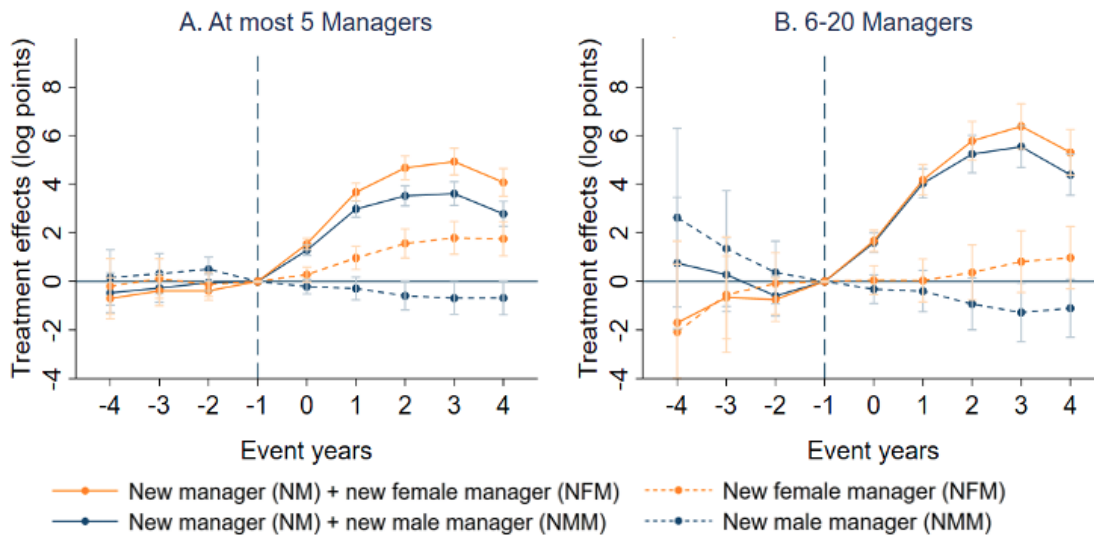 A. At most 5 Managers
B. 6-20 Managers
Treatment effects (log points)
8
6
4
2
0
-2
-4
-4 -3 -2 -1 0 1 2 3 4
Event years
Treatment effects (log points)
8
6
4
2
0
-2
-4
-4 -3 -2 -1 0 1 2 3 4
Event years
New manager (NM) + new female manager (NFM)
New female manager (NFM)
New manager (NM) + new male manager (NMM)
New male manager (NMM)